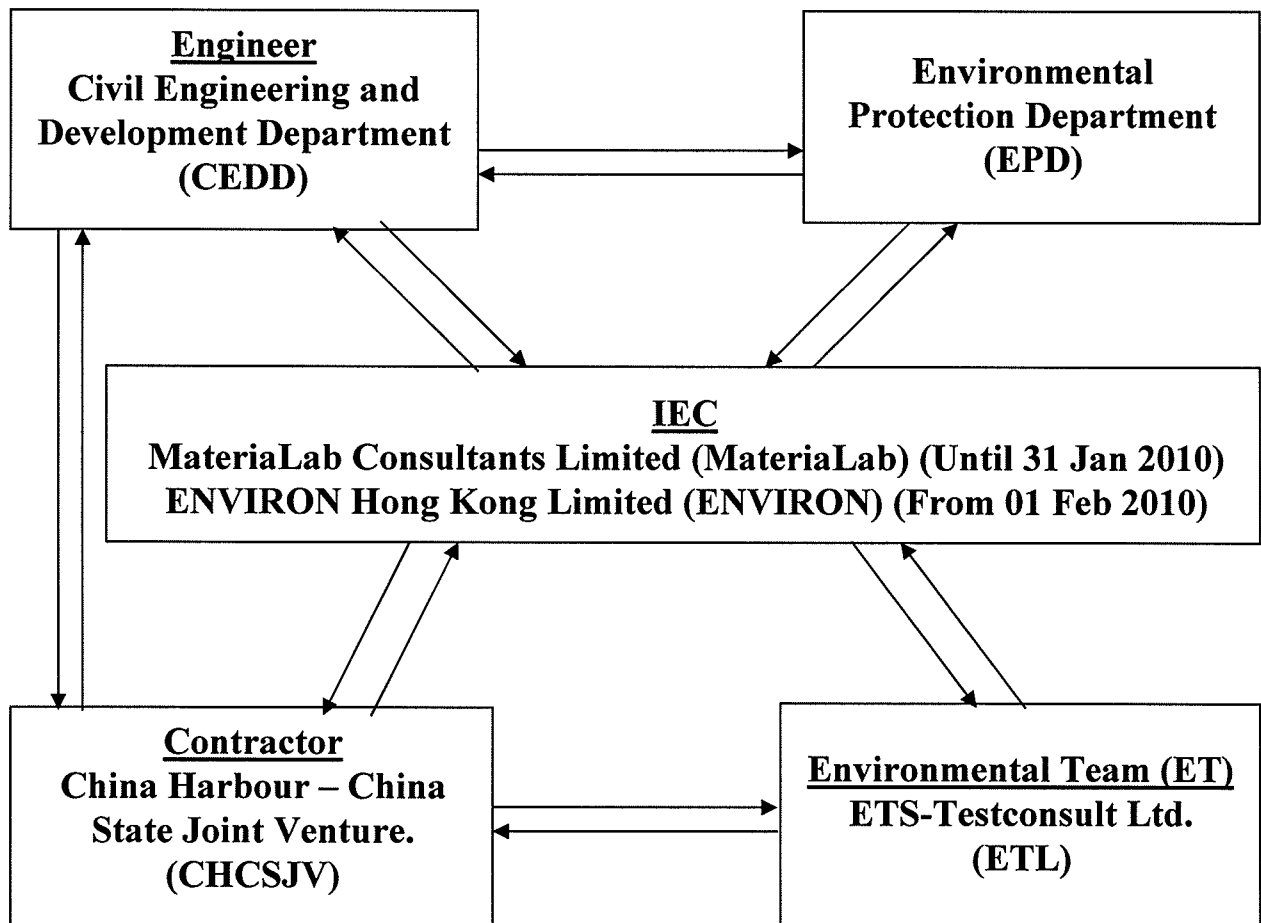 Engineer
Civil Engineering and
Development Department
(CEDD)
Environmental
Protection Department
(EPD)
IEC
MateriaLab Consultants Limited (MateriaLab) (Until 31 Jan 2010)
ENVIRON Hong Kong Limited (ENVIRON) (From 01 Feb 2010)
Contractor
China Harbour – China
State Joint Venture.
(CHCSJV)
Environmental Team (ET)
ETS-Testconsult Ltd.
(ETL)